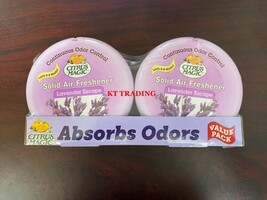 Continuous Odor Control
Continuous Odor Control
CITRUS
MAGIC
CITRUS
MAGIC
Solid Air Freshener
Solid Air Freshener
Lavender Escape
Lavender Escape
KT TRADING
CITRUS
MAGIC
Absorbs Odors
VALUE
PACK